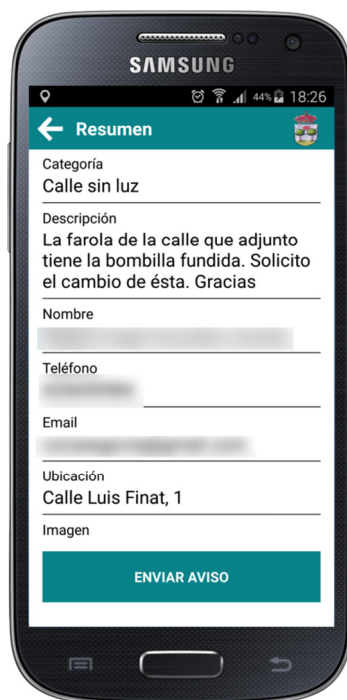 SAMSUNG
44% 18:26
Resumen
Categoría
Calle sin luz
Descripción
La farola de la calle que adjunto
tiene la bombilla fundida. Solicito
el cambio de ésta. Gracias
Nombre
Teléfono
Email
Ubicación
Calle Luis Finat, 1
Imagen
ENVIAR AVISO